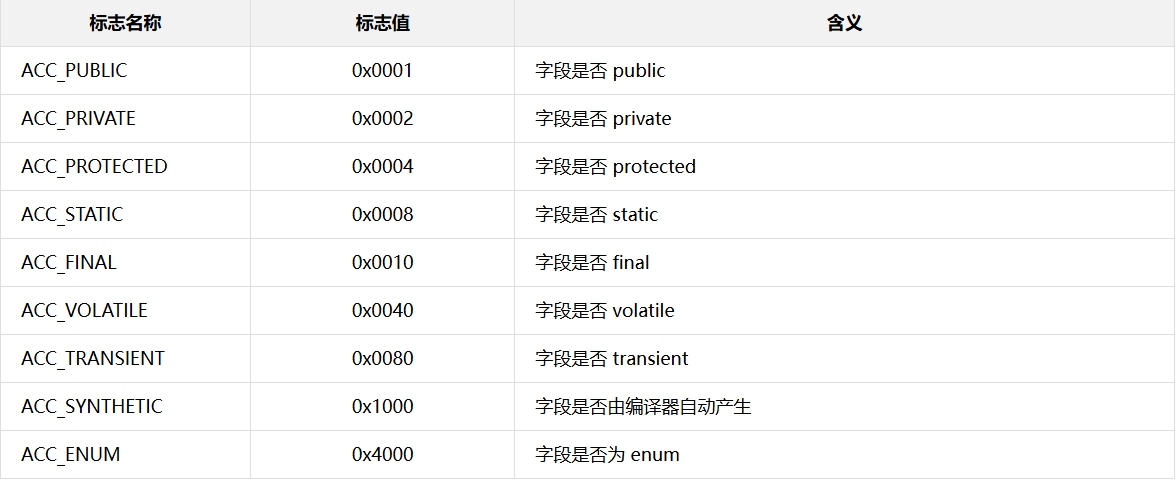 标志名称 标志值 含义
ACC_PUBLIC 0x0001 字段是否 public
ACC_PRIVATE 0x0002 字段是否 private
ACC_PROTECTED 0x0004 字段是否 protected
ACC_STATIC 0x0008 字段是否 static
ACC_FINAL 0x0010 字段是否 final
ACC_VOLATILE 0x0040 字段是否 volatile
ACC_TRANSIENT 0x0080 字段是否 transient
ACC_SYNTHETIC 0x1000 字段是否由编译器自动产生
ACC_ENUM 0x4000 字段是否为 enum